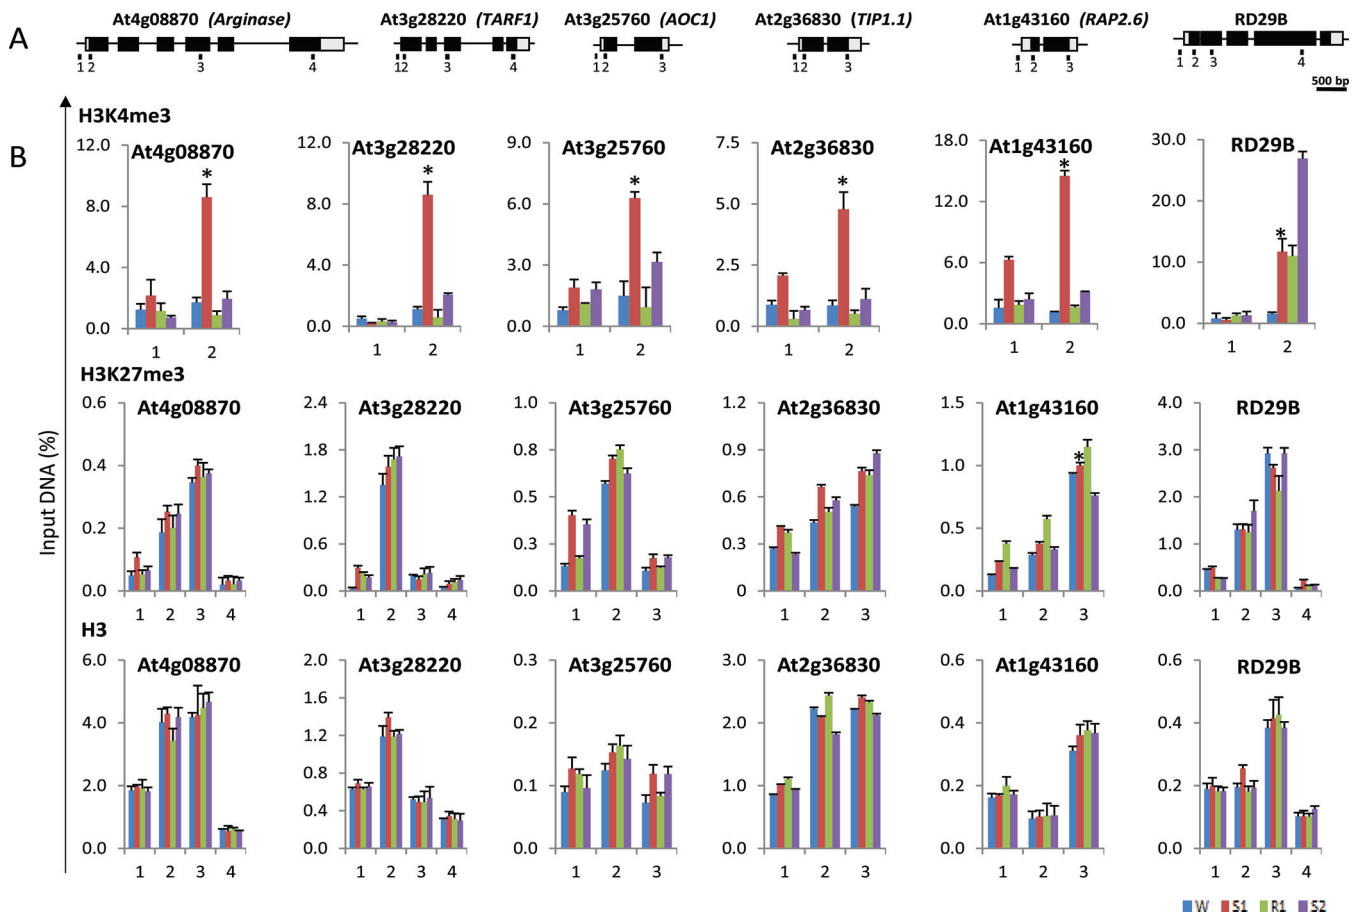 At4g08870 (Arginase) At3g28220 (TARF1) At3g25760 (AOC1) At2g36830 (TIP1.1) At1g43160 (RAP2.6) RD29B
A
1 2 3 4 12 3 4 12 3 12 3 1 2 3 1 2 3 4
500 bp
H3K4me3
B
At4g08870 At3g28220 At3g25760 At2g36830 At1g43160 RD29B
12.0 12.0 9.0 7.5 18.0 30.0
* * * * * *
8.0 8.0 6.0 5.0 12.0 20.0
4.0 4.0 3.0 2.5 6.0 10.0
0.0 0.0 0.0 0.0 0.0 0.0
1 2 1 2 1 2 1 2 1 2 1 2
H3K27me3
At4g08870 At3g28220 At3g25760 At2g36830 At1g43160 RD29B
0.6 2.4 1.0 1.2 1.5 4.0
0.4 1.8 0.8 0.9 1.0 3.0
*
0.2 1.2 0.5 0.6 0.5 2.0
0.0 0.6 0.3 0.3 0.0 1.0
0.0 0.0 0 0.0
1 2 3 4 1 2 3 4 1 2 3 1 2 3 1 2 3 1 2 3 4
Input DNA (%)
H3
At4g08870 At3g28220 At3g25760 At2g36830 At1g43160 RD29B
6.0 2.0 0.3 3.0 0.6 0.6
4.0 1.6 0.2 2.0 0.4 0.4
2.0 1.2 0.1 1.0 0.2 0.2
0.0 0.8 0.0 0.0 0.0 0.0
0.4
0.0
1 2 3 4 1 2 3 4 1 2 3 1 2 3 1 2 3 1 2 3 4
W S1 R1 S2